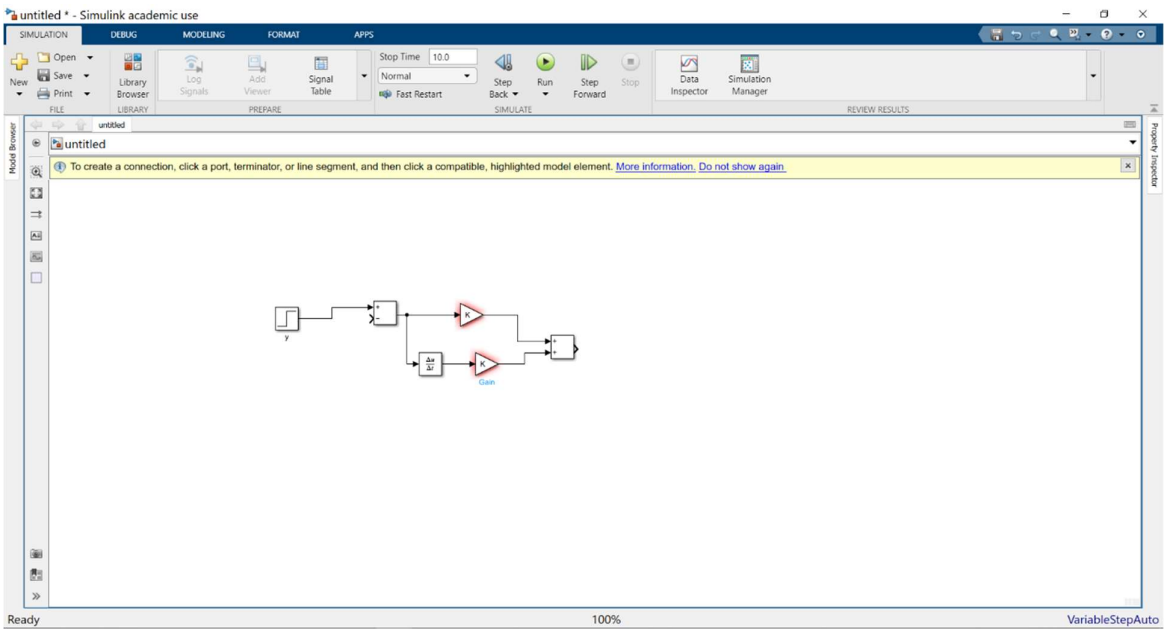 untitled * - Simulink academic use
SIMULATION DEBUG MODELING FORMAT APPS
New
Open
Save
Print
FILE
Library
Browser
LIBRARY
Log
Signals
Add
Viewer
Signal
Table
PREPARE
Stop Time 10.0
Normal
Fast Restart
Step
Back
Run
Step
Forward
Stop
SIMULATE
Data
Inspector
Simulation
Manager
REVIEW RESULTS
Model Browser
untitled
untitled
To create a connection, click a port, terminator, or line segment, and then click a compatible, highlighted model element. More information. Do not show again
Property Inspector
y
+
−
K
Δu
Δt
K
Gain
+
+
Ready
100%
VariableStepAuto